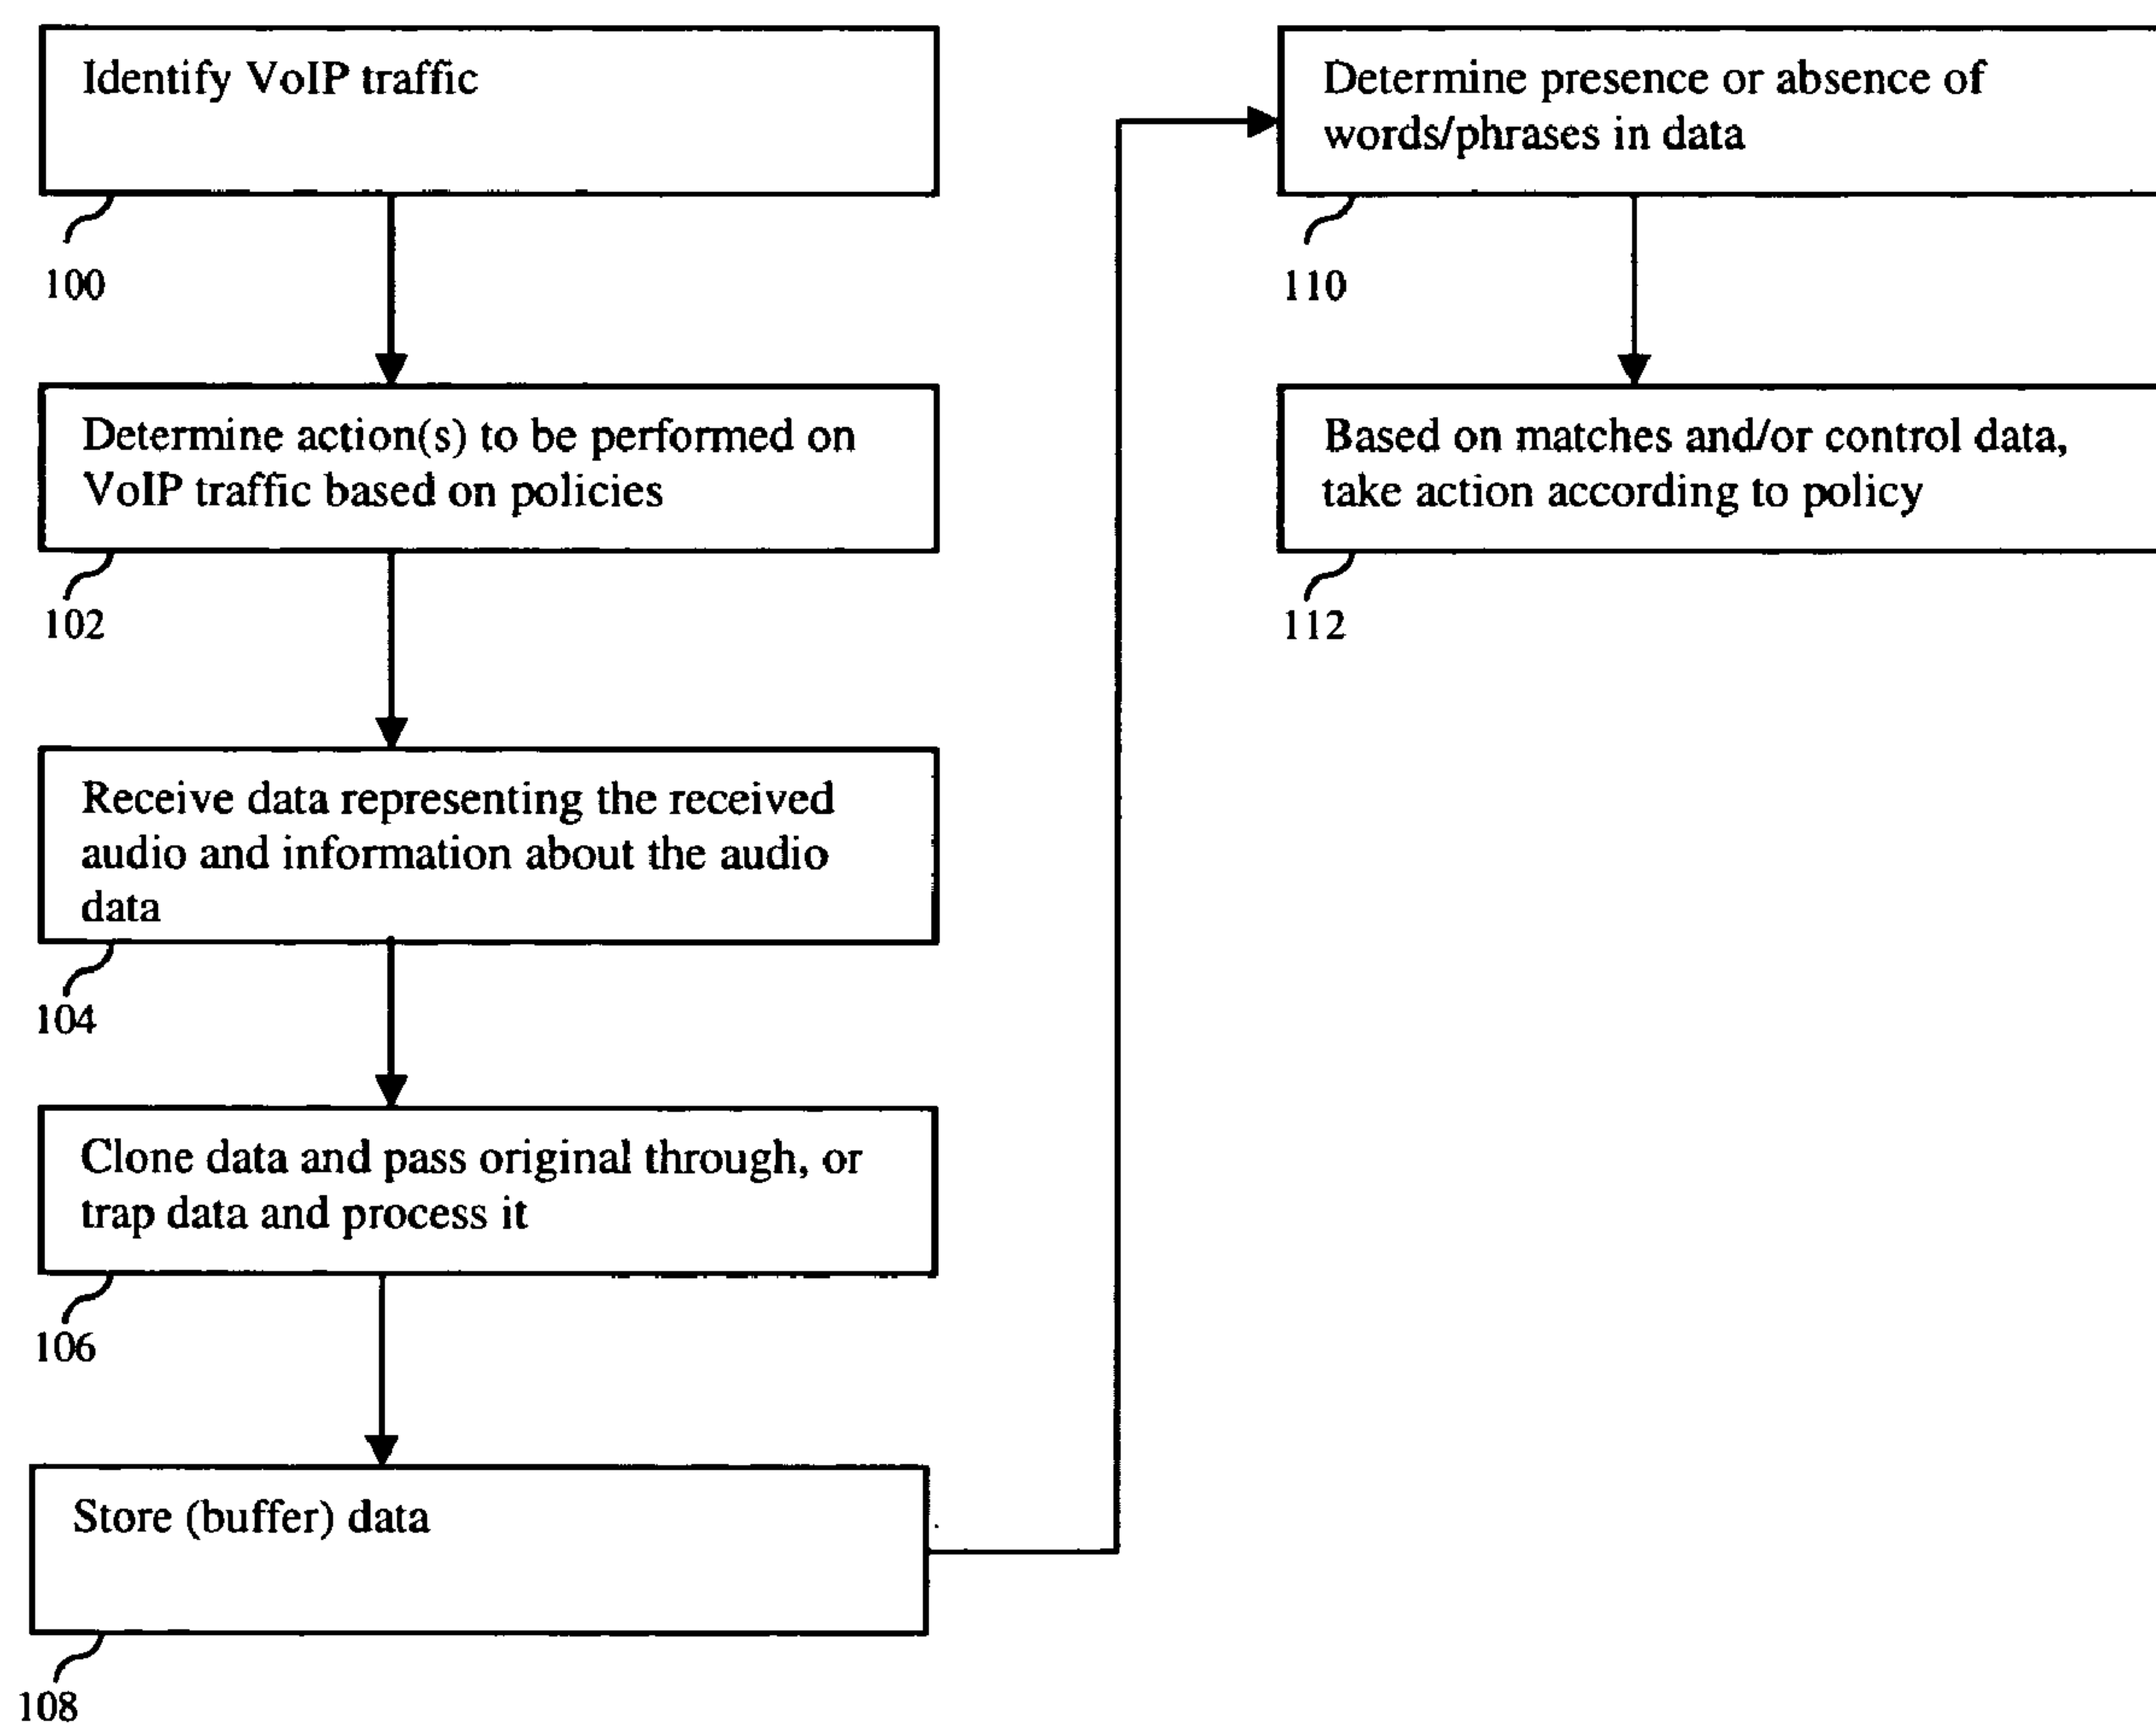 Identify VoIP traffic
100
Determine action(s) to be performed on
VoIP traffic based on policies
102
Receive data representing the received
audio and information about the audio
data
104
Clone data and pass original through, or
trap data and process it
106
Store (buffer) data
108
Determine presence or absence of
words/phrases in data
110
Based on matches and/or control data,
take action according to policy
112